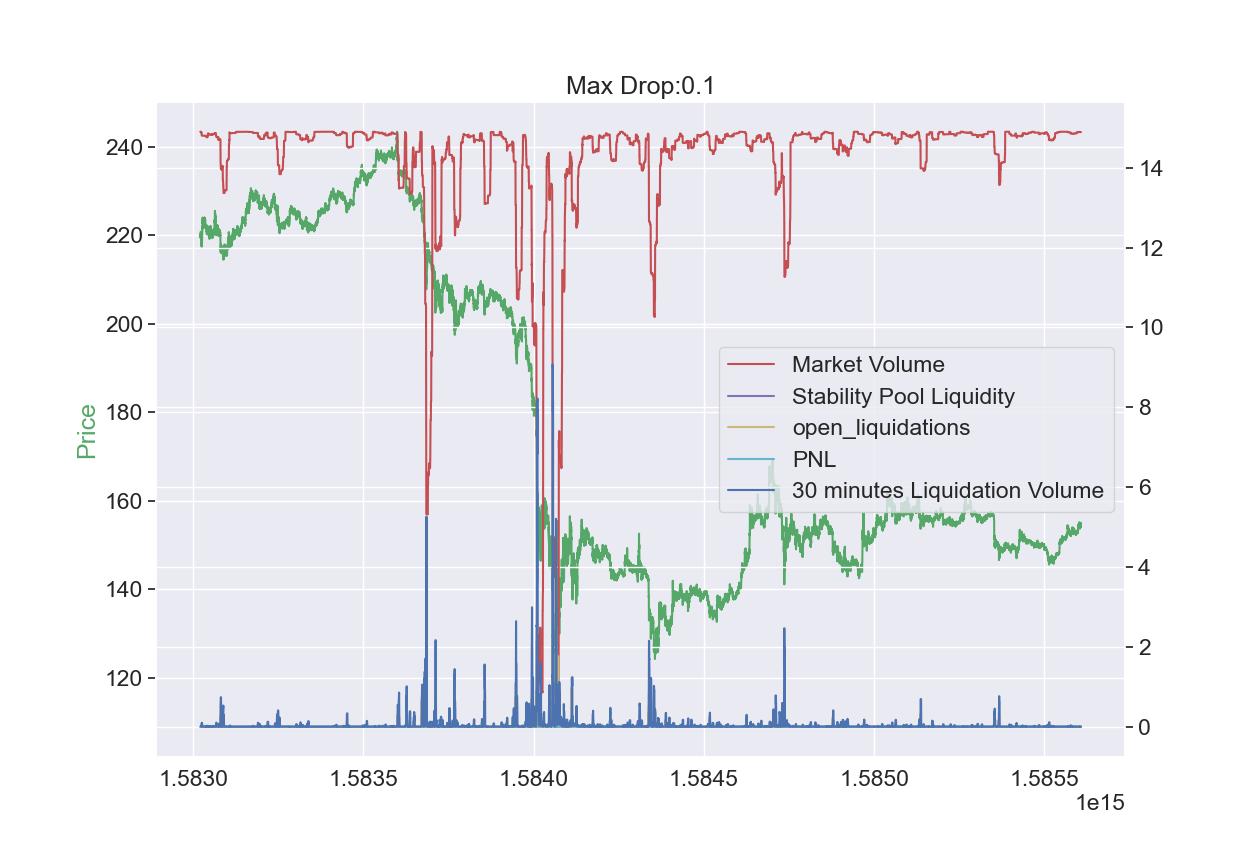 Max Drop:0.1
240
220
200
180
160
140
120
Price
14
12
10
8
6
4
2
0
Market Volume
Stability Pool Liquidity
open_liquidations
PNL
30 minutes Liquidation Volume
1.5830 1.5835 1.5840 1.5845 1.5850 1.5855
1e15